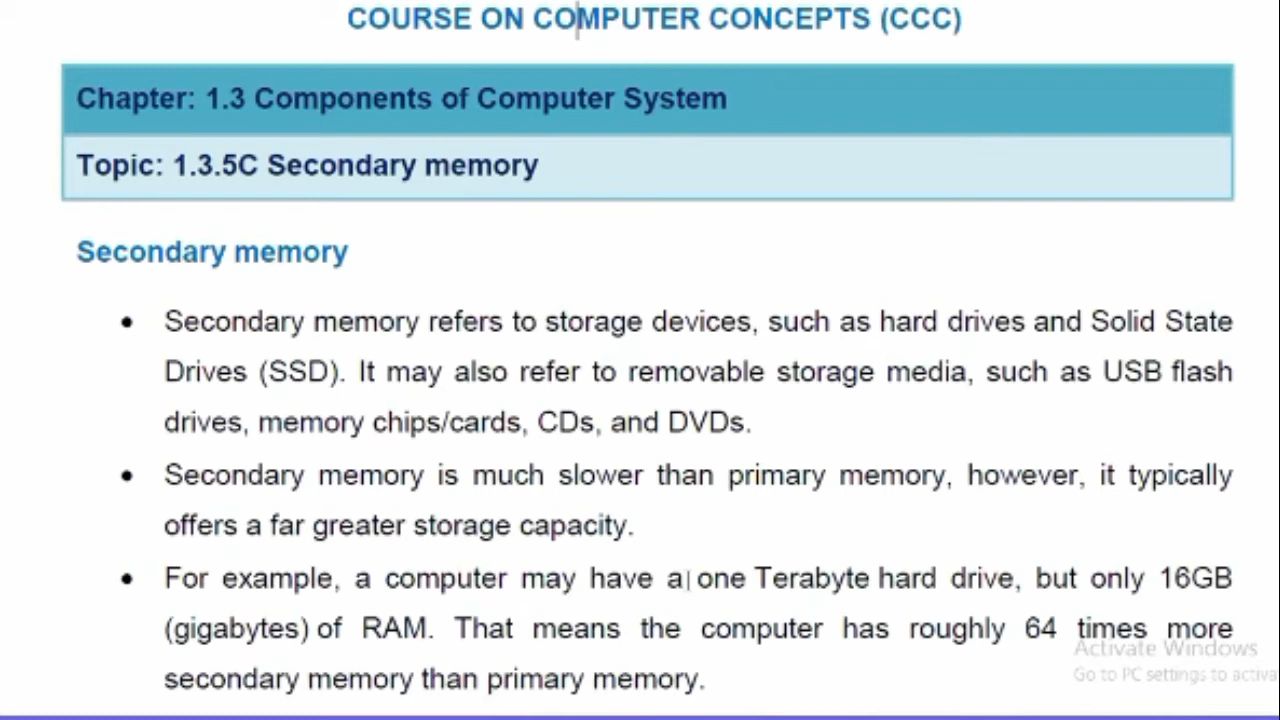 COURSE ON COMPUTER CONCEPTS (CCC)
Chapter: 1.3 Components of Computer System
Topic: 1.3.5C Secondary memory
Secondary memory
• Secondary memory refers to storage devices, such as hard drives and Solid State
Drives (SSD). It may also refer to removable storage media, such as USB flash
drives, memory chips/cards, CDs, and DVDs.
• Secondary memory is much slower than primary memory, however, it typically
offers a far greater storage capacity.
• For example, a computer may have a one Terabyte hard drive, but only 16GB
(gigabytes) of RAM. That means the computer has roughly 64 times more
secondary memory than primary memory.
Activate Windows
Go to PC settings to activa